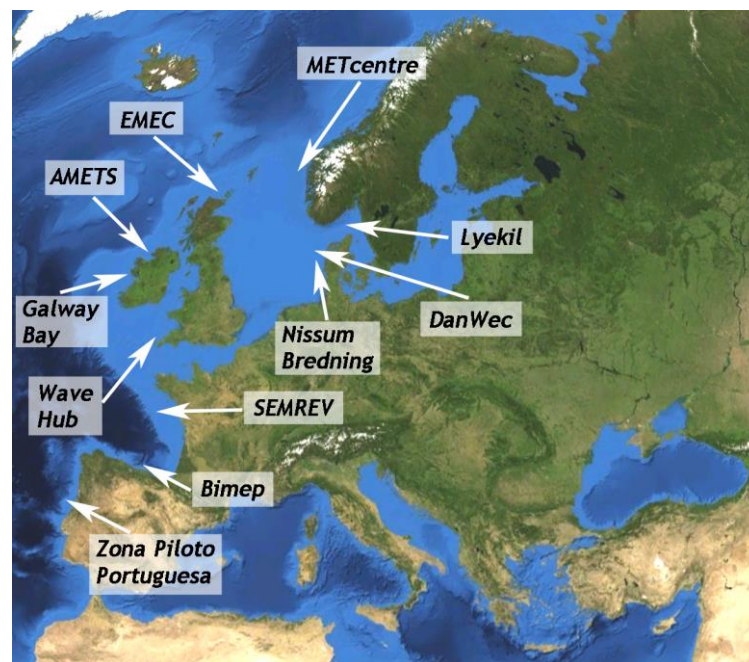 METcentre
EMEC
AMETS
Lyekil
Galway
Bay
Nissum
Bredning
DanWec
Wave
Hub
SEMREV
Bimep
Zona Piloto
Portuguesa